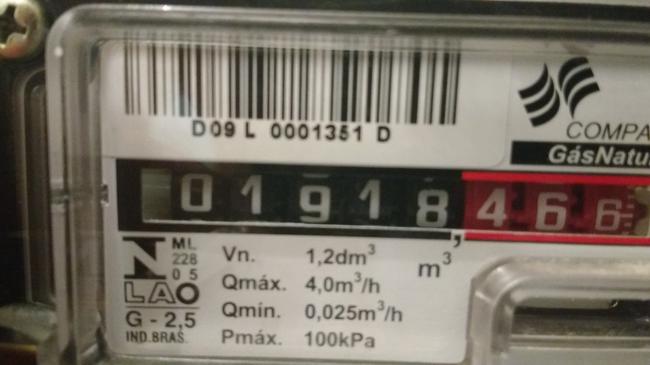 D09 L 0001351 D
COMPA
GásNatu
01918,466
m³
ML
228
05
N
LAO
G - 2,5
IND.BRAS.
Vn. 1,2dm³
Qmáx. 4,0m³/h
Qmín. 0,025m³/h
Pmáx. 100kPa